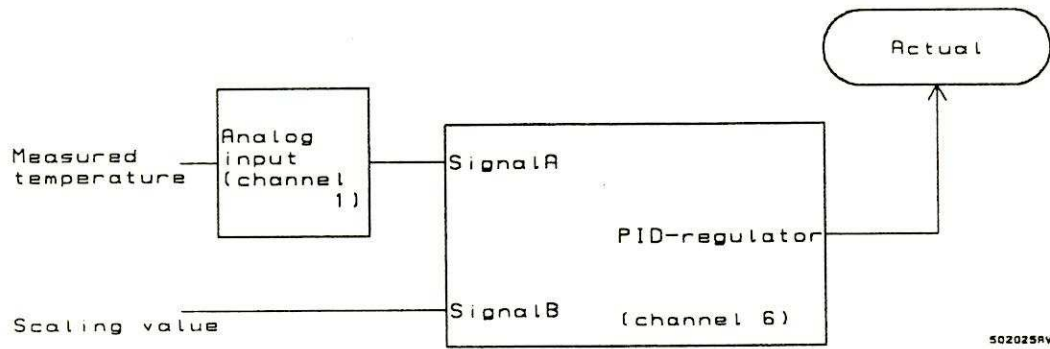 Actual
Analog
input
(channel
1)
Measured
temperature
SignalA
PID-regulator
SignalB
(channel 6)
Scaling value
502025AV